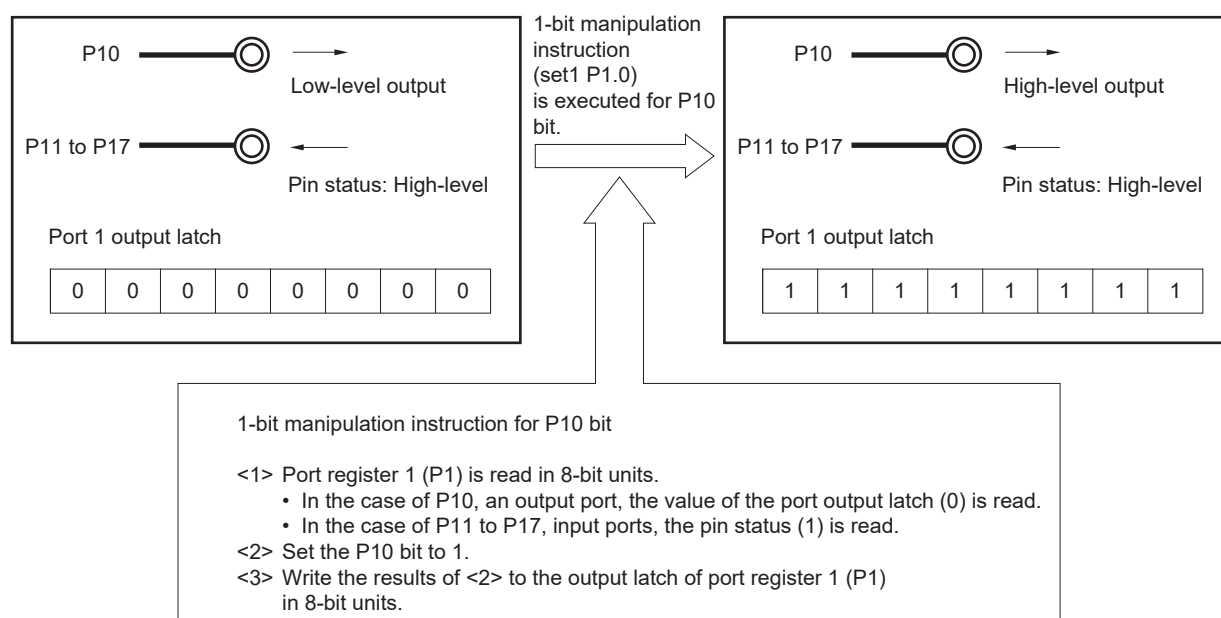 P10
Low-level output
P11 to P17
Pin status: High-level
Port 1 output latch
0 0 0 0 0 0 0 0
1-bit manipulation
instruction
(set1 P1.0)
is executed for P10
bit.
P10
High-level output
P11 to P17
Pin status: High-level
Port 1 output latch
1 1 1 1 1 1 1 1
1-bit manipulation instruction for P10 bit
<1> Port register 1 (P1) is read in 8-bit units.
• In the case of P10, an output port, the value of the port output latch (0) is read.
• In the case of P11 to P17, input ports, the pin status (1) is read.
<2> Set the P10 bit to 1.
<3> Write the results of <2> to the output latch of port register 1 (P1)
in 8-bit units.